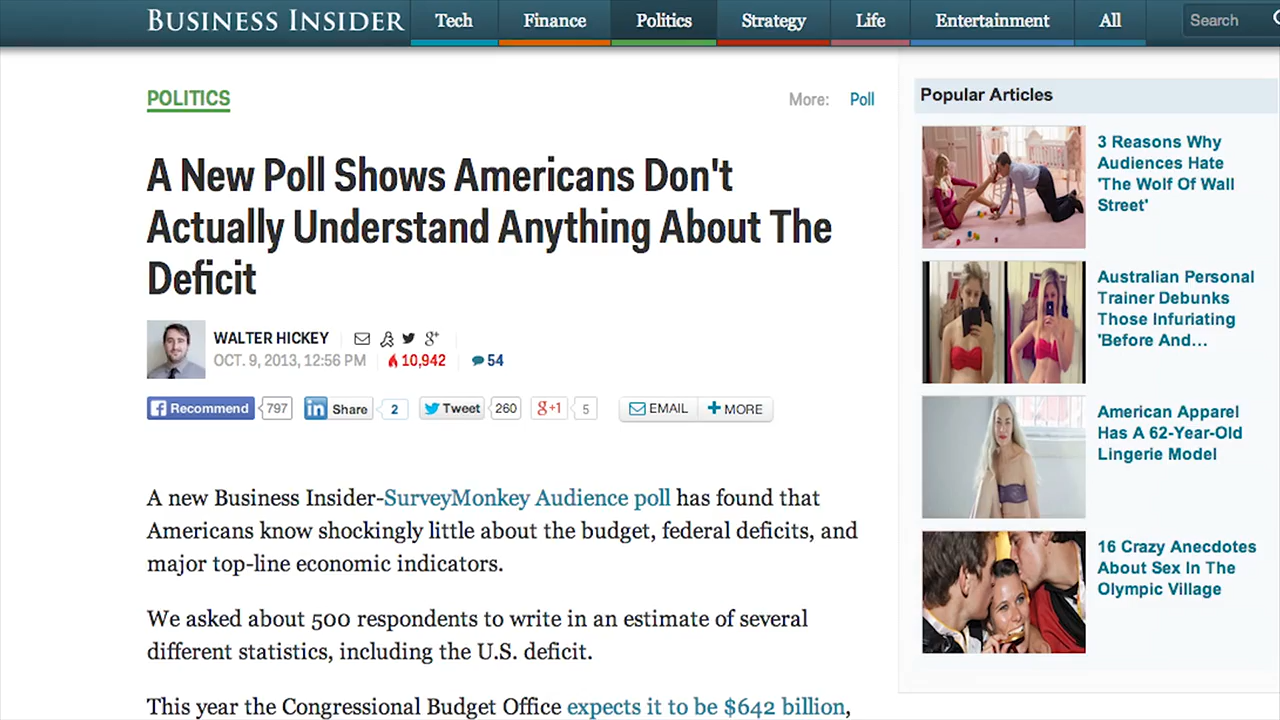 BUSINESS INSIDER Tech Finance Politics Strategy Life Entertainment All Search
POLITICS
More: Poll
A New Poll Shows Americans Don't
Actually Understand Anything About The
Deficit
WALTER HICKEY
OCT. 9, 2013, 12:56 PM 10,942 54
Recommend 797 in Share 2 Tweet 260 g+1 5 EMAIL + MORE
A new Business Insider-SurveyMonkey Audience poll has found that
Americans know shockingly little about the budget, federal deficits, and
major top-line economic indicators.
We asked about 500 respondents to write in an estimate of several
different statistics, including the U.S. deficit.
This year the Congressional Budget Office expects it to be $642 billion,
Popular Articles
3 Reasons Why
Audiences Hate
'The Wolf Of Wall
Street'
Australian Personal
Trainer Debunks
Those Infuriating
'Before And...
American Apparel
Has A 62-Year-Old
Lingerie Model
16 Crazy Anecdotes
About Sex In The
Olympic Village